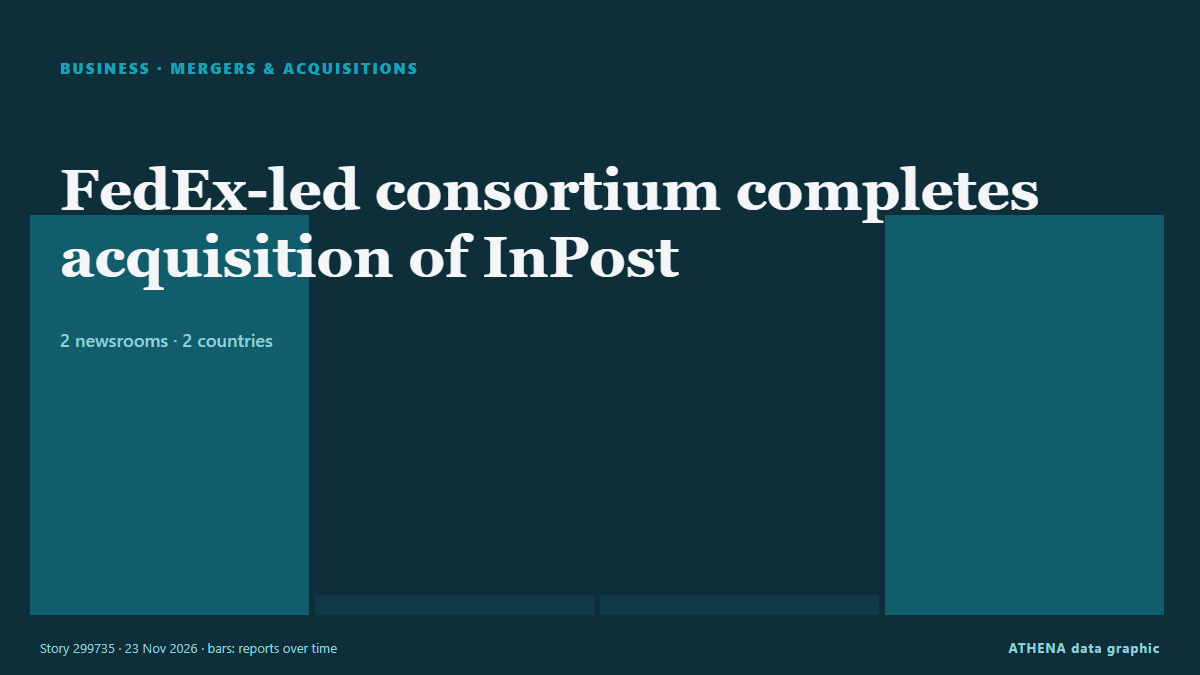 BUSINESS · MERGERS & ACQUISITIONS
FedEx-led consortium completes
acquisition of InPost
2 newsrooms · 2 countries
Story 299735 · 23 Nov 2026 · bars: reports over time
ATHENA data graphic